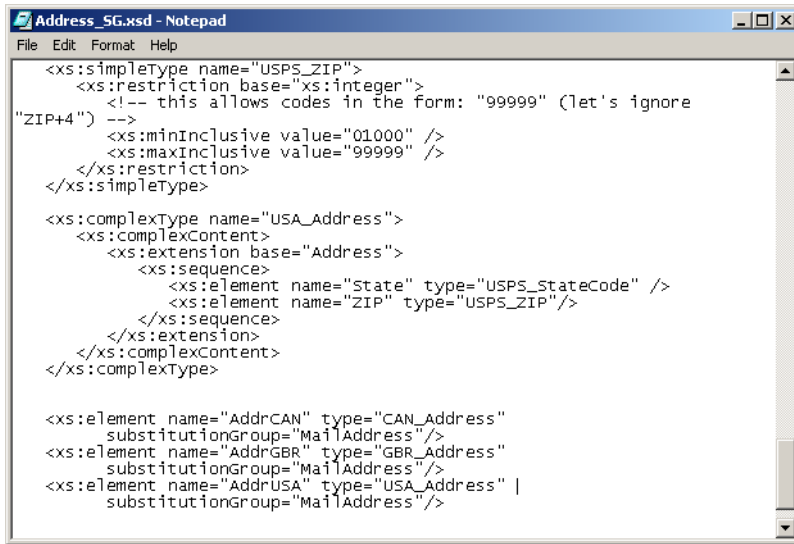 Address_SG.xsd - Notepad
File Edit Format Help
<xs:simpleType name="USPS_ZIP">
<xs:restriction base="xs:integer">
<!-- this allows codes in the form: "99999" (let's ignore
"ZIP+4") -->
<xs:minInclusive value="01000" />
<xs:maxInclusive value="99999" />
</xs:restriction>
</xs:simpleType>
<xs:complexType name="USA_Address">
<xs:complexContent>
<xs:extension base="Address">
<xs:sequence>
<xs:element name="State" type="USPS_StateCode" />
<xs:element name="ZIP" type="USPS_ZIP"/>
</xs:sequence>
</xs:extension>
</xs:complexContent>
</xs:complexType>
<xs:element name="AddrCAN" type="CAN_Address"
substitutionGroup="MailAddress"/>
<xs:element name="AddrGBR" type="GBR_Address"
substitutionGroup="MailAddress"/>
<xs:element name="AddrUSA" type="USA_Address"
substitutionGroup="MailAddress"/>